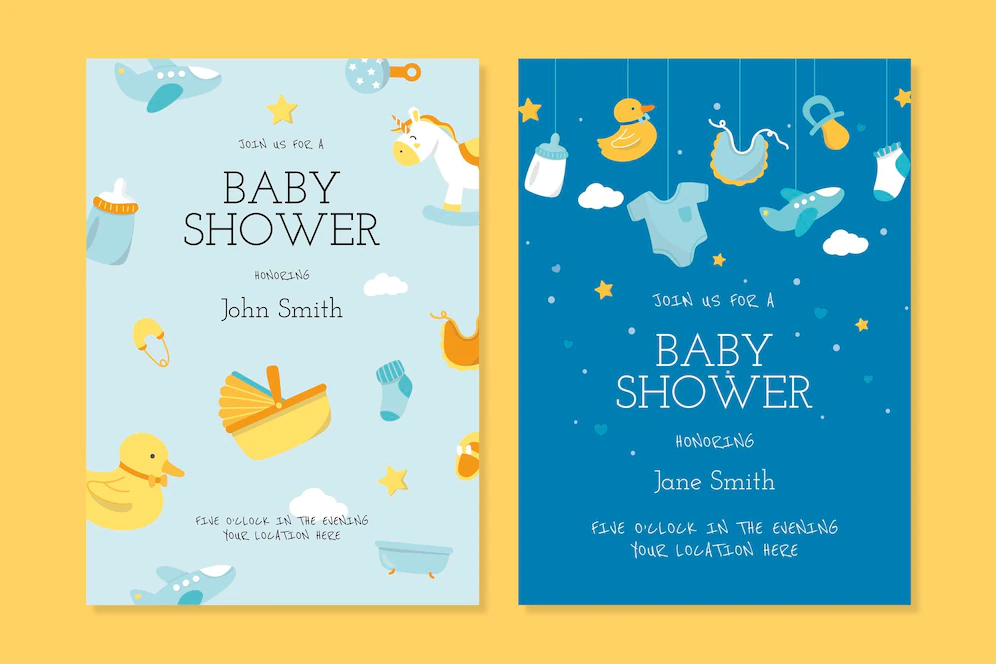 JOIN US FOR A
BABY
SHOWER
HONORING
John Smith
FIVE O'CLOCK IN THE EVENING
YOUR LOCATION HERE
JOIN US FOR A
BABY
SHOWER
HONORING
Jane Smith
FIVE O'CLOCK IN THE EVENING
YOUR LOCATION HERE